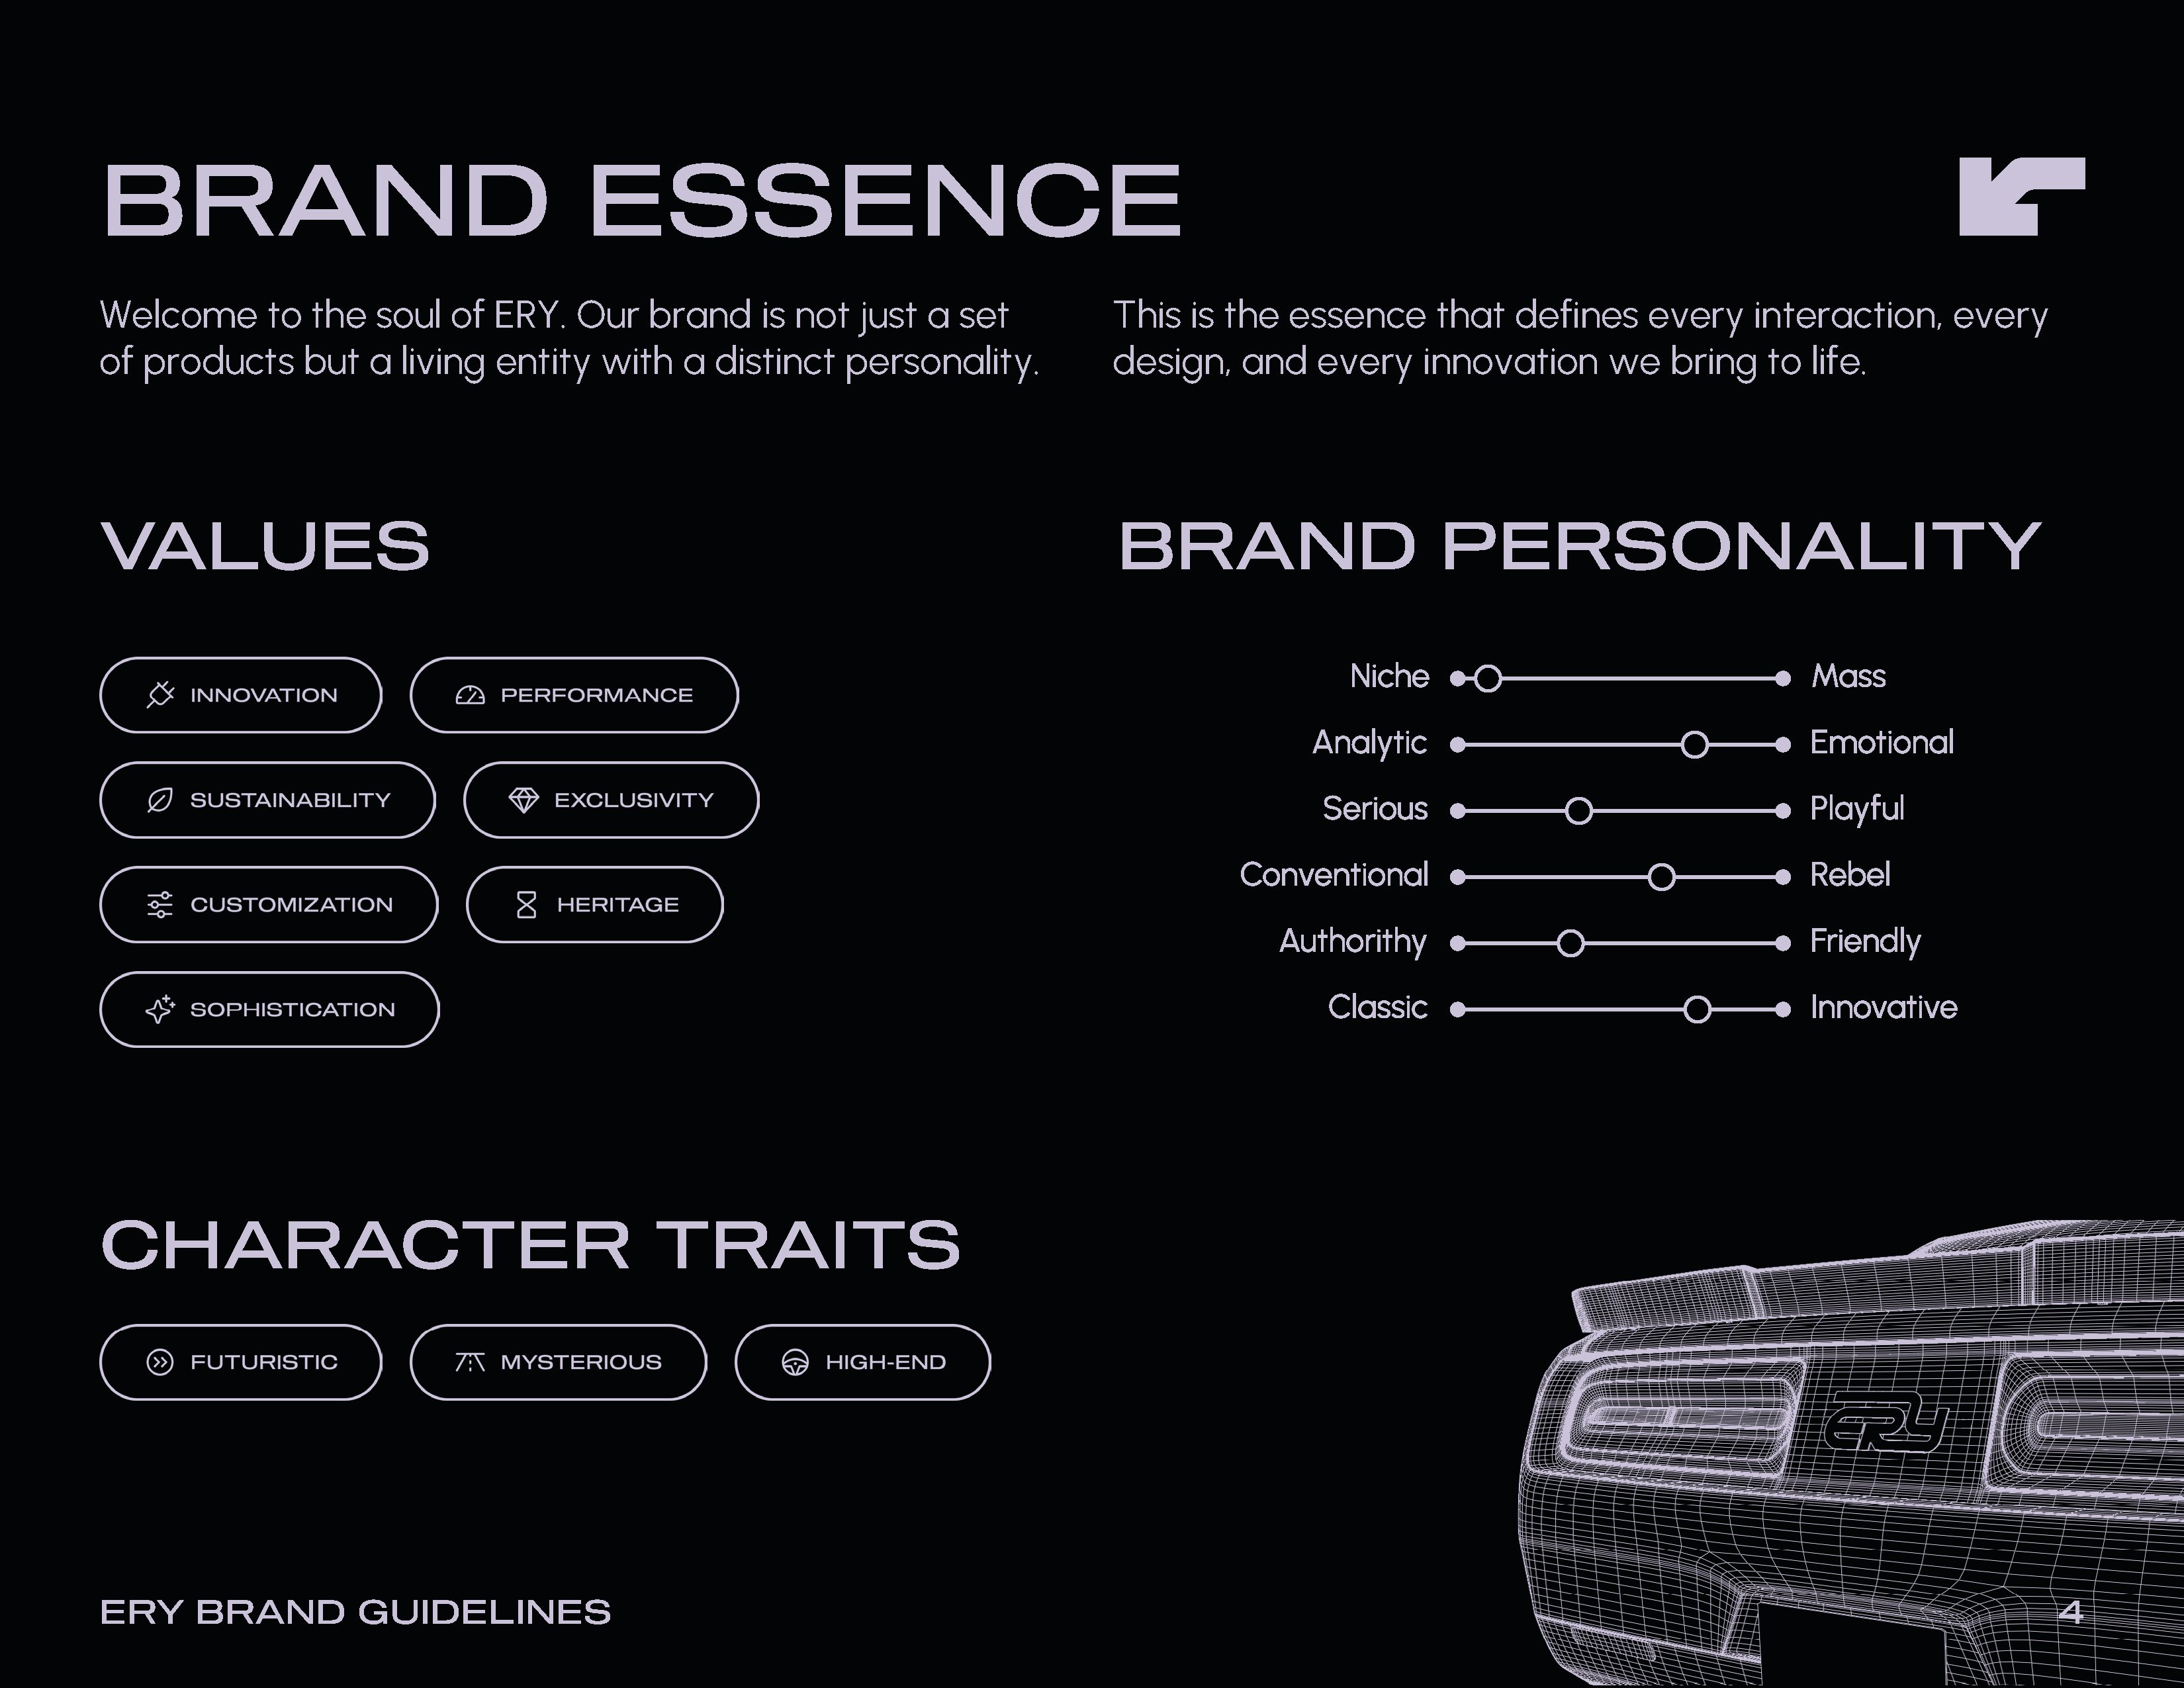 BRAND ESSENCE
Welcome to the soul of ERY. Our brand is not just a set
of products but a living entity with a distinct personality.
This is the essence that defines every interaction, every
design, and every innovation we bring to life.
VALUES
INNOVATION
PERFORMANCE
SUSTAINABILITY
EXCLUSIVITY
CUSTOMIZATION
HERITAGE
SOPHISTICATION
BRAND PERSONALITY
Niche Mass
Analytic Emotional
Serious Playful
Conventional Rebel
Authorithy Friendly
Classic Innovative
CHARACTER TRAITS
FUTURISTIC
MYSTERIOUS
HIGH-END
ERY
ERY BRAND GUIDELINES
4